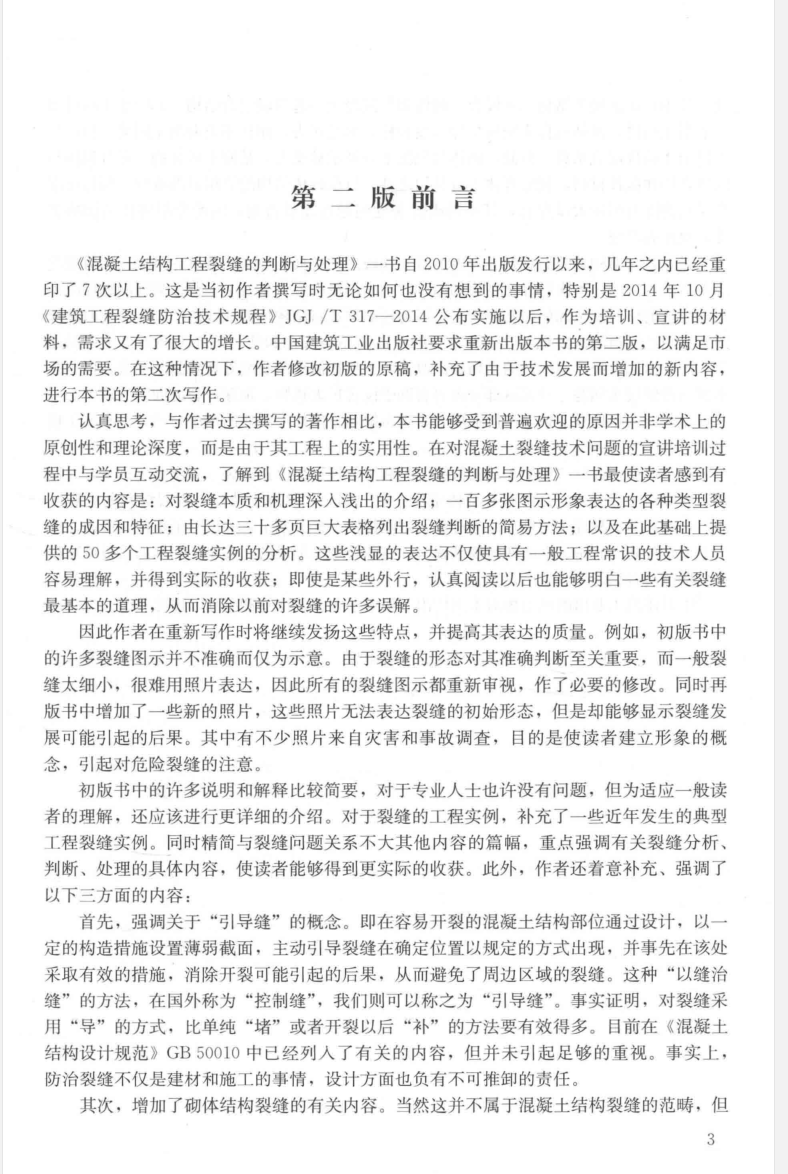 第二版前言
《混凝土结构工程裂缝的判断与处理》一书自 2010 年出版发行以来，几年之内已经重
印了 7 次以上。这是当初作者撰写时无论如何也没有想到的事情，特别是 2014 年 10 月
《建筑工程裂缝防治技术规程》JGJ /T 317—2014 公布实施以后，作为培训、宣讲的材
料，需求又有了很大的增长。中国建筑工业出版社要求重新出版本书的第二版，以满足市
场的需要。在这种情况下，作者修改初版的原稿，补充了由于技术发展而增加的新内容，
进行本书的第二次写作。
认真思考，与作者过去撰写的著作相比，本书能够受到普遍欢迎的原因并非学术上的
原创性和理论深度，而是由于其工程上的实用性。在对混凝土裂缝技术问题的宣讲培训过
程中与学员互动交流，了解到《混凝土结构工程裂缝的判断与处理》一书最使读者感到有
收获的内容是：对裂缝本质和机理深入浅出的介绍；一百多张图示形象表达的各种类型裂
缝的成因和特征；由长达三十多页巨大表格列出裂缝判断的简易方法；以及在此基础上提
供的 50 多个工程裂缝实例的分析。这些浅显的表达不仅使具有一般工程常识的技术人员
容易理解，并得到实际的收获；即使是某些外行，认真阅读以后也能够明白一些有关裂缝
最基本的道理，从而消除以前对裂缝的许多误解。
因此作者在重新写作时将继续发扬这些特点，并提高其表达的质量。例如，初版书中
的许多裂缝图示并不准确而仅为示意。由于裂缝的形态对其准确判断至关重要，而一般裂
缝太细小，很难用照片表达，因此所有的裂缝图示都重新审视，作了必要的修改。同时再
版书中增加了一些新的照片，这些照片无法表达裂缝的初始形态，但是却能够显示裂缝发
展可能引起的后果。其中有不少照片来自灾害和事故调查，目的是使读者建立形象的概
念，引起对危险裂缝的注意。
初版书中的许多说明和解释比较简要，对于专业人士也许没有问题，但为适应一般读
者的理解，还应该进行更详细的介绍。对于裂缝的工程实例，补充了一些近年发生的典型
工程裂缝实例。同时精简与裂缝问题关系不大其他内容的篇幅，重点强调有关裂缝分析、
判断、处理的具体内容，使读者能够得到更实际的收获。此外，作者还着意补充、强调了
以下三方面的内容：
首先，强调关于“引导缝”的概念。即在容易开裂的混凝土结构部位通过设计，以一
定的构造措施设置薄弱截面，主动引导裂缝在确定位置以规定的方式出现，并事先在该处
采取有效的措施，消除开裂可能引起的后果，从而避免了周边区域的裂缝。这种“以缝治
缝”的方法，在国外称为“控制缝”，我们则可以称之为“引导缝”。事实证明，对裂缝采
用“导”的方式，比单纯“堵”或者开裂以后“补”的方法要有效得多。目前在《混凝土
结构设计规范》GB 50010 中已经列入了有关的内容，但并未引起足够的重视。事实上，
防治裂缝不仅是建材和施工的事情，设计方面也负有不可推卸的责任。
其次，增加了砌体结构裂缝的有关内容。当然这并不属于混凝土结构裂缝的范畴，但
3